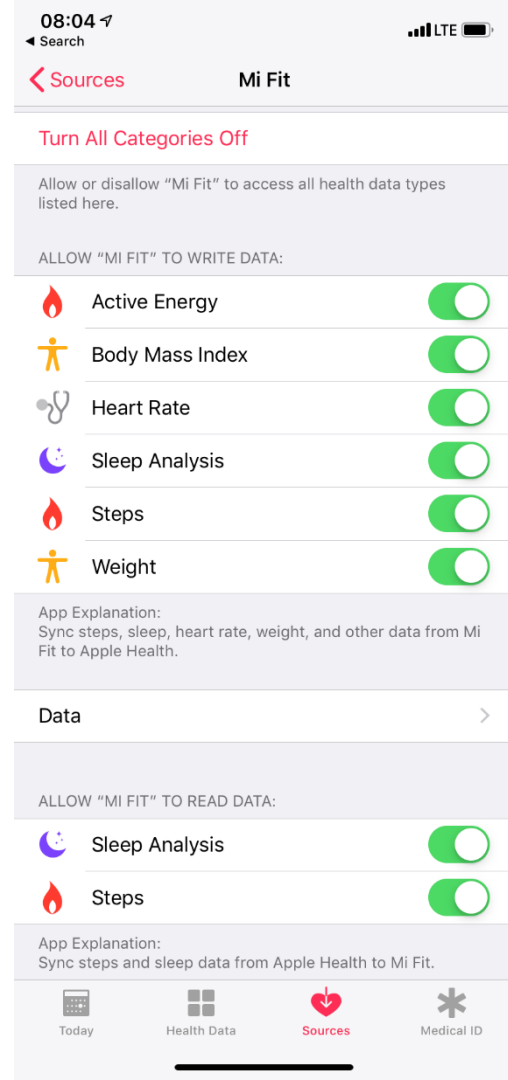 08:04
◀ Search
LTE
Sources
Mi Fit
Turn All Categories Off
Allow or disallow “Mi Fit” to access all health data types
listed here.
ALLOW “MI FIT” TO WRITE DATA:
Active Energy
Body Mass Index
Heart Rate
Sleep Analysis
Steps
Weight
App Explanation:
Sync steps, sleep, heart rate, weight, and other data from Mi
Fit to Apple Health.
Data
ALLOW “MI FIT” TO READ DATA:
Sleep Analysis
Steps
App Explanation:
Sync steps and sleep data from Apple Health to Mi Fit.
Today
Health Data
Sources
Medical ID